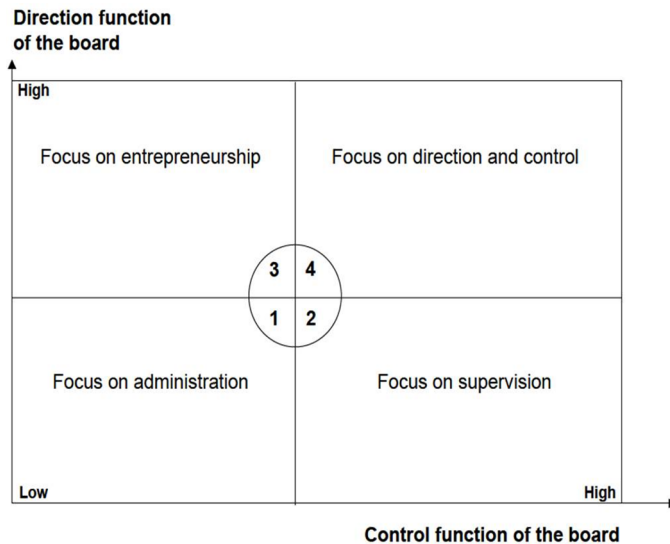 Direction function
of the board
High
Focus on entrepreneurship
Focus on direction and control
3 4
1 2
Focus on administration
Focus on supervision
Low
High
Control function of the board